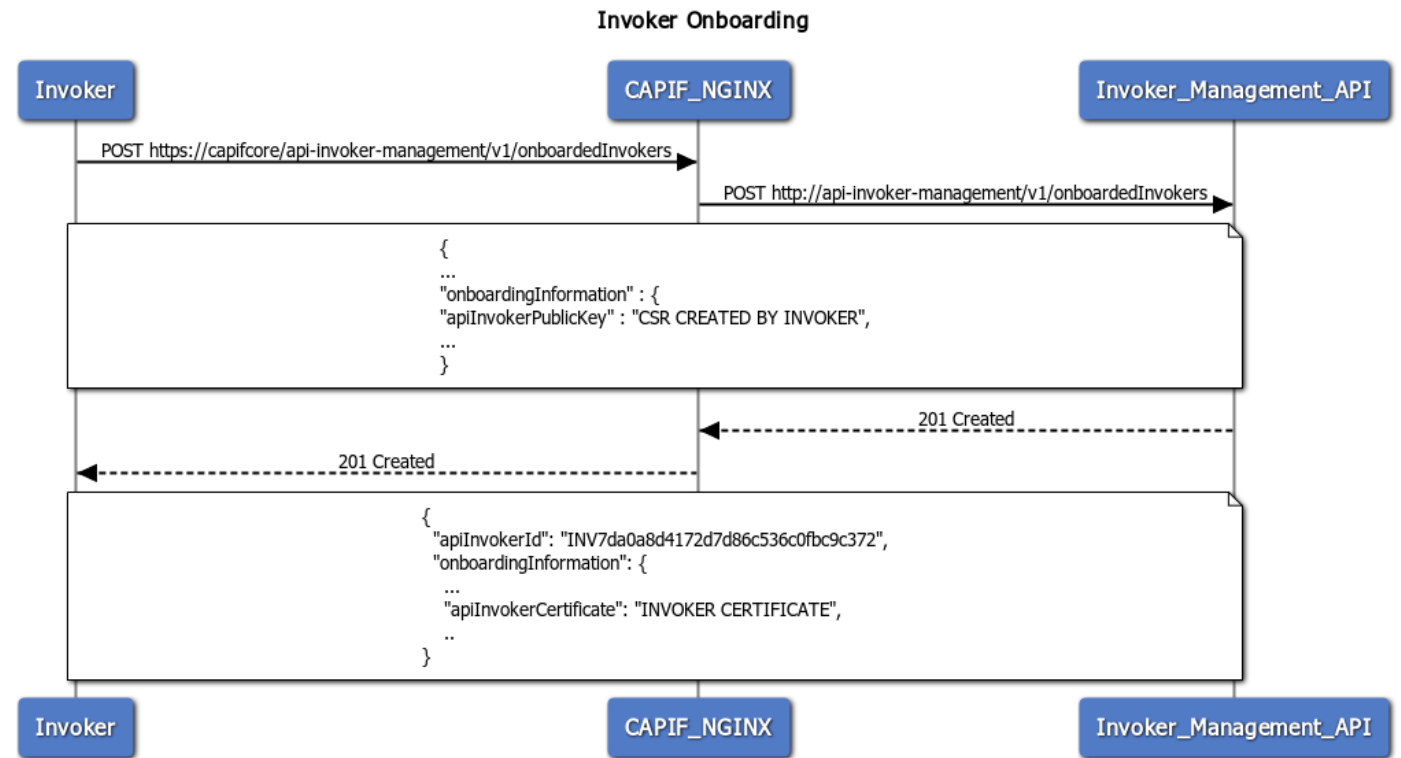 Invoker Onboarding
Invoker
CAPIF_NGINX
Invoker_Management_API
POST https://capifcore/api-invoker-management/v1/onboardedInvokers
POST http://api-invoker-management/v1/onboardedInvokers
{
...
"onboardingInformation" : {
"apiInvokerPublicKey" : "CSR CREATED BY INVOKER",
...
}
201 Created
201 Created
{
"apiInvokerId": "INV7da0a8d4172d7d86c536c0fbc9c372",
"onboardingInformation": {
...
"apiInvokerCertificate": "INVOKER CERTIFICATE",
..
}
Invoker
CAPIF_NGINX
Invoker_Management_API